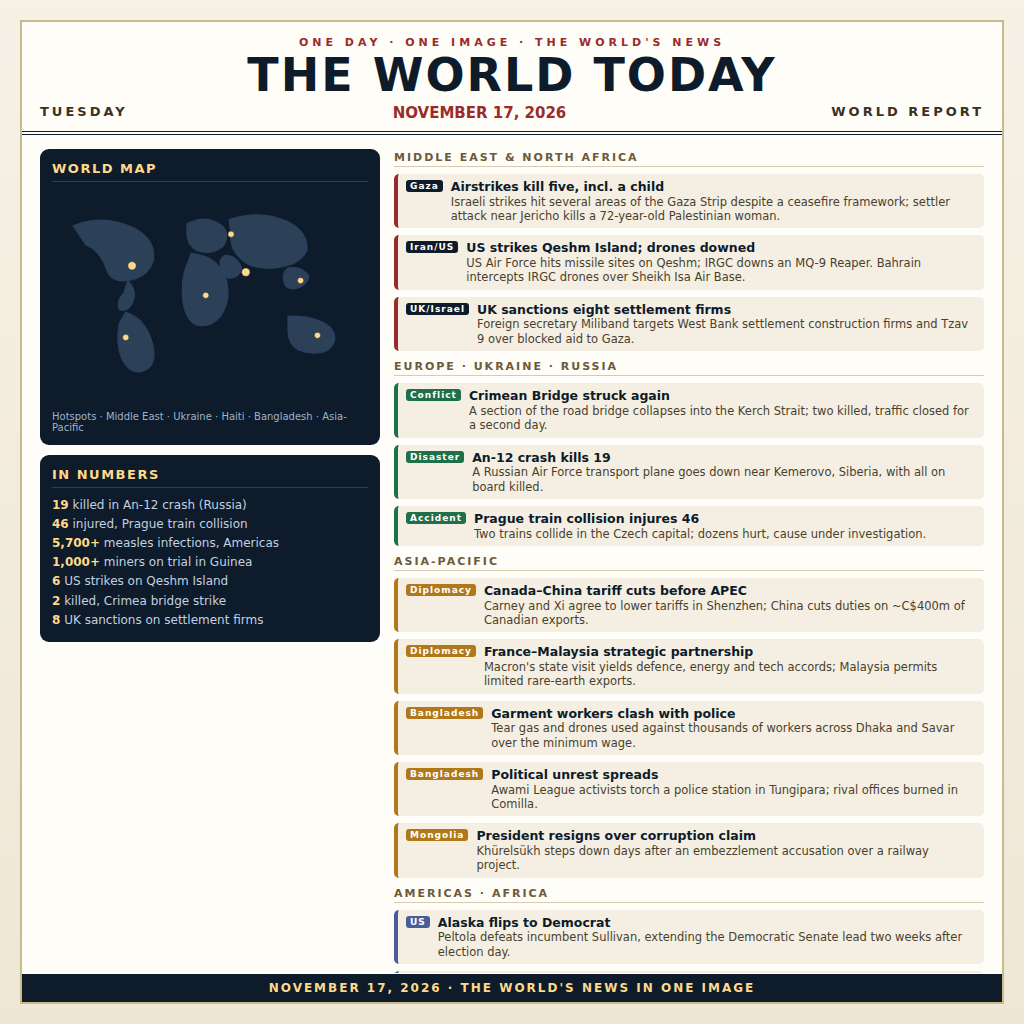 ONE DAY · ONE IMAGE · THE WORLD'S NEWS
THE WORLD TODAY
TUESDAY
NOVEMBER 17, 2026
WORLD REPORT
WORLD MAP
Hotspots · Middle East · Ukraine · Haiti · Bangladesh · Asia-
Pacific
IN NUMBERS
19 killed in An-12 crash (Russia)
46 injured, Prague train collision
5,700+ measles infections, Americas
1,000+ miners on trial in Guinea
6 US strikes on Qeshm Island
2 killed, Crimea bridge strike
8 UK sanctions on settlement firms
MIDDLE EAST & NORTH AFRICA
Gaza Airstrikes kill five, incl. a child
Israeli strikes hit several areas of the Gaza Strip despite a ceasefire framework; settler
attack near Jericho kills a 72-year-old Palestinian woman.
Iran/US US strikes Qeshm Island; drones downed
US Air Force hits missile sites on Qeshm; IRGC downs an MQ-9 Reaper. Bahrain
intercepts IRGC drones over Sheikh Isa Air Base.
UK/Israel UK sanctions eight settlement firms
Foreign secretary Miliband targets West Bank settlement construction firms and Tzav
9 over blocked aid to Gaza.
EUROPE · UKRAINE · RUSSIA
Conflict Crimean Bridge struck again
A section of the road bridge collapses into the Kerch Strait; two killed, traffic closed for
a second day.
Disaster An-12 crash kills 19
A Russian Air Force transport plane goes down near Kemerovo, Siberia, with all on
board killed.
Accident Prague train collision injures 46
Two trains collide in the Czech capital; dozens hurt, cause under investigation.
ASIA-PACIFIC
Diplomacy Canada–China tariff cuts before APEC
Carney and Xi agree to lower tariffs in Shenzhen; China cuts duties on ~C$400m of
Canadian exports.
Diplomacy France–Malaysia strategic partnership
Macron's state visit yields defence, energy and tech accords; Malaysia permits
limited rare-earth exports.
Bangladesh Garment workers clash with police
Tear gas and drones used against thousands of workers across Dhaka and Savar
over the minimum wage.
Bangladesh Political unrest spreads
Awami League activists torch a police station in Tungipara; rival offices burned in
Comilla.
Mongolia President resigns over corruption claim
Khürelsükh steps down days after an embezzlement accusation over a railway
project.
AMERICAS · AFRICA
US Alaska flips to Democrat
Peltola defeats incumbent Sullivan, extending the Democratic Senate lead two weeks after
election day.
NOVEMBER 17, 2026 · THE WORLD'S NEWS IN ONE IMAGE